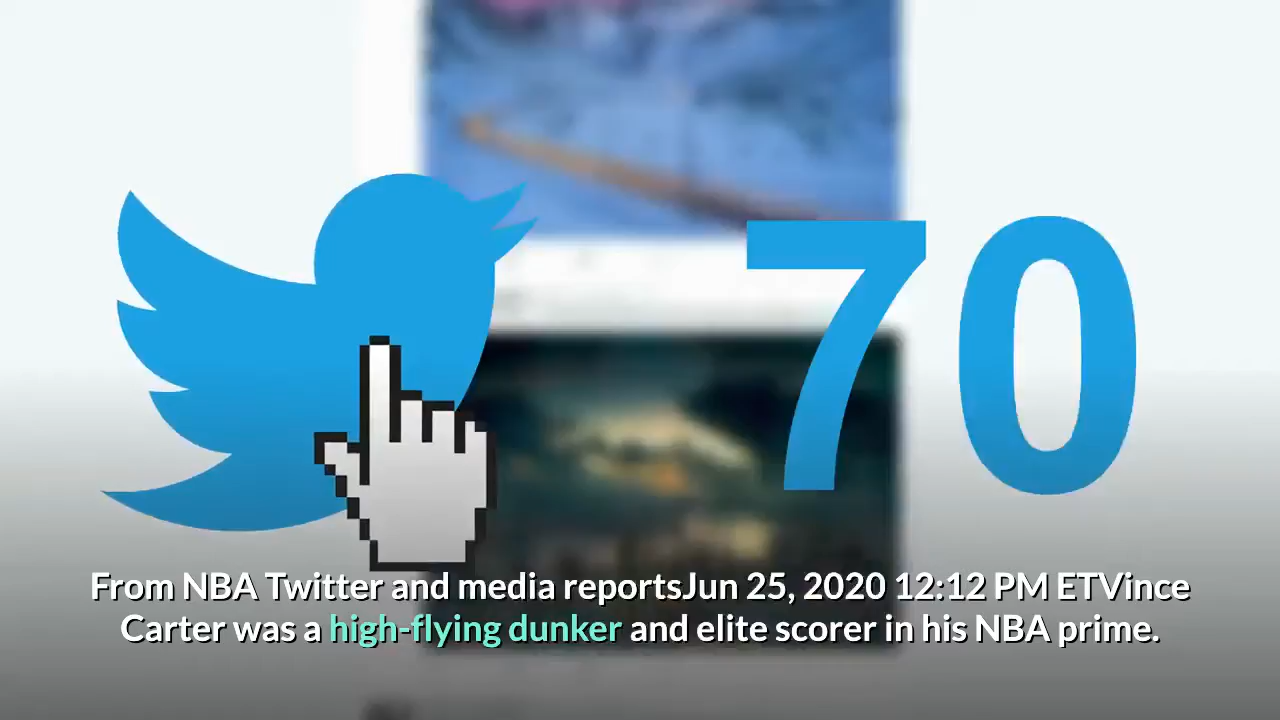 70
From NBA Twitter and media reportsJun 25, 2020 12:12 PM ETVince
Carter was a high-flying dunker and elite scorer in his NBA prime.